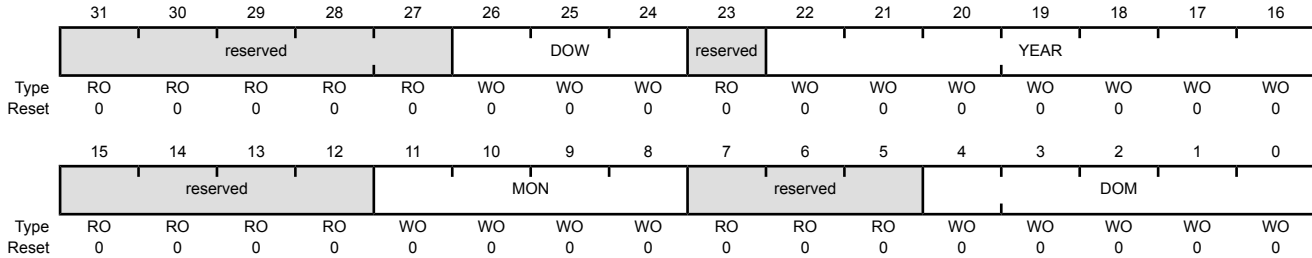 31 30 29 28 27 26 25 24 23 22 21 20 19 18 17 16
reserved DOW reserved YEAR
Type RO RO RO RO RO WO WO WO RO WO WO WO WO WO WO WO
Reset 0 0 0 0 0 0 0 0 0 0 0 0 0 0 0 0
15 14 13 12 11 10 9 8 7 6 5 4 3 2 1 0
reserved MON reserved DOM
Type RO RO RO RO WO WO WO WO RO RO RO WO WO WO WO WO
Reset 0 0 0 0 0 0 0 0 0 0 0 0 0 0 0 0